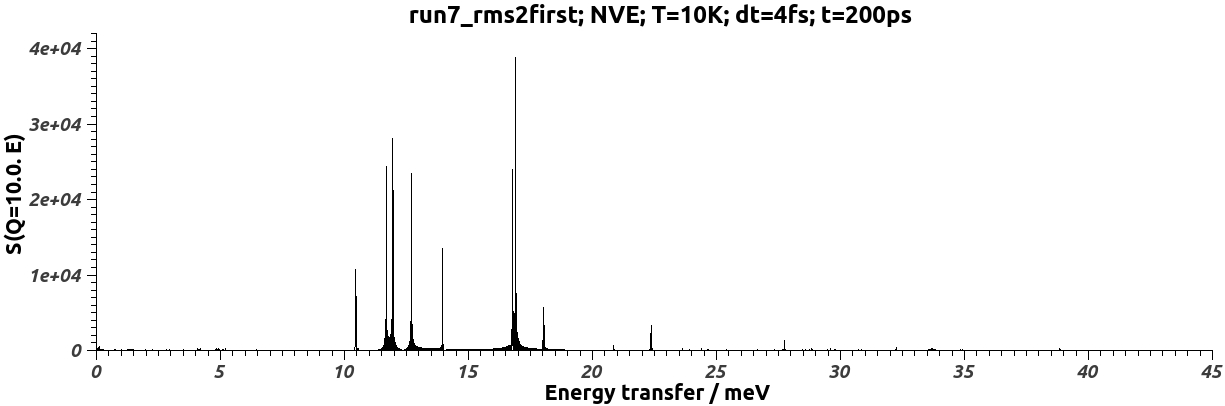 run7_rms2first; NVE; T=10K; dt=4fs; t=200ps
4e+04
3e+04
2e+04
1e+04
0
S(Q=10.0. E)
0 5 10 15 20 25 30 35 40 45
Energy transfer / meV